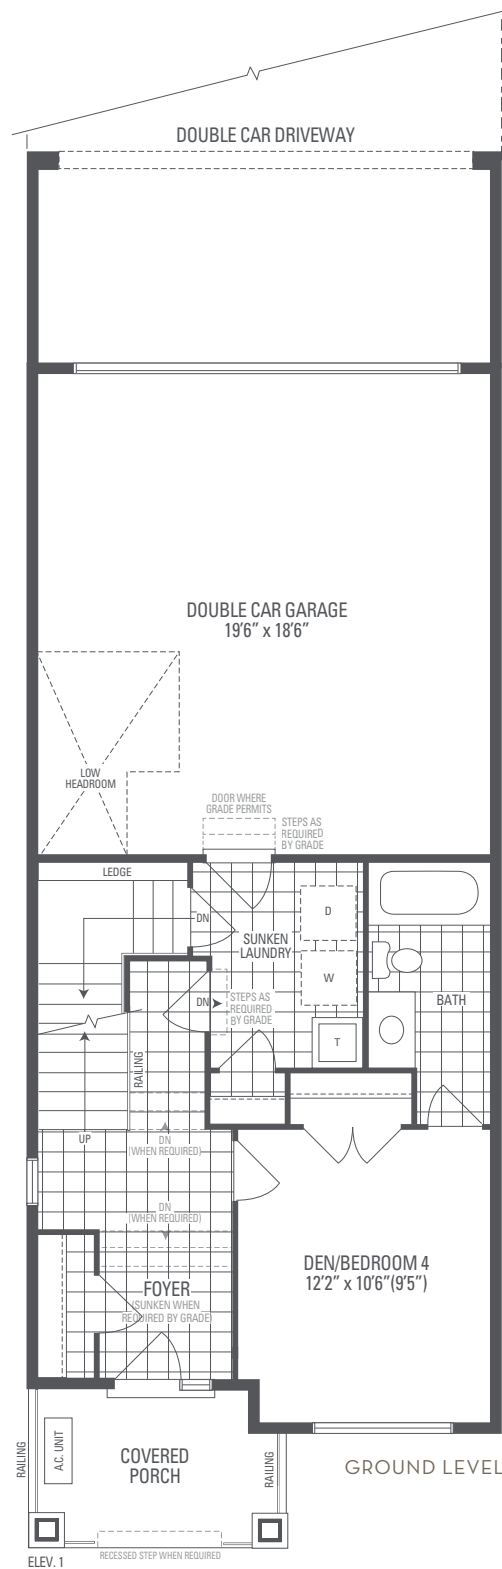 DOUBLE CAR DRIVEWAY
DOUBLE CAR GARAGE
19'6" x 18'6"
LOW
HEADROOM
DOOR WHERE
GRADE PERMITS
STEPS AS
REQUIRED
BY GRADE
LEDGE
DN
D
SUNKEN
LAUNDRY
W
BATH
DN
STEPS AS
REQUIRED
BY GRADE
T
RAILING
UP
DN
(WHEN REQUIRED)
DN
(WHEN REQUIRED)
DEN/BEDROOM 4
12'2" x 10'6"(9'5")
FOYER
(SUNKEN WHEN
REQUIRED BY GRADE)
RAILING
A.C. UNIT
COVERED
PORCH
RAILING
GROUND LEVEL
ELEV. 1
RECESSED STEP WHEN REQUIRED